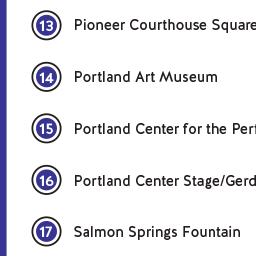 13 Pioneer Courthouse Square
14 Portland Art Museum
15 Portland Center for the Perf
16 Portland Center Stage/Gerd
17 Salmon Springs Fountain